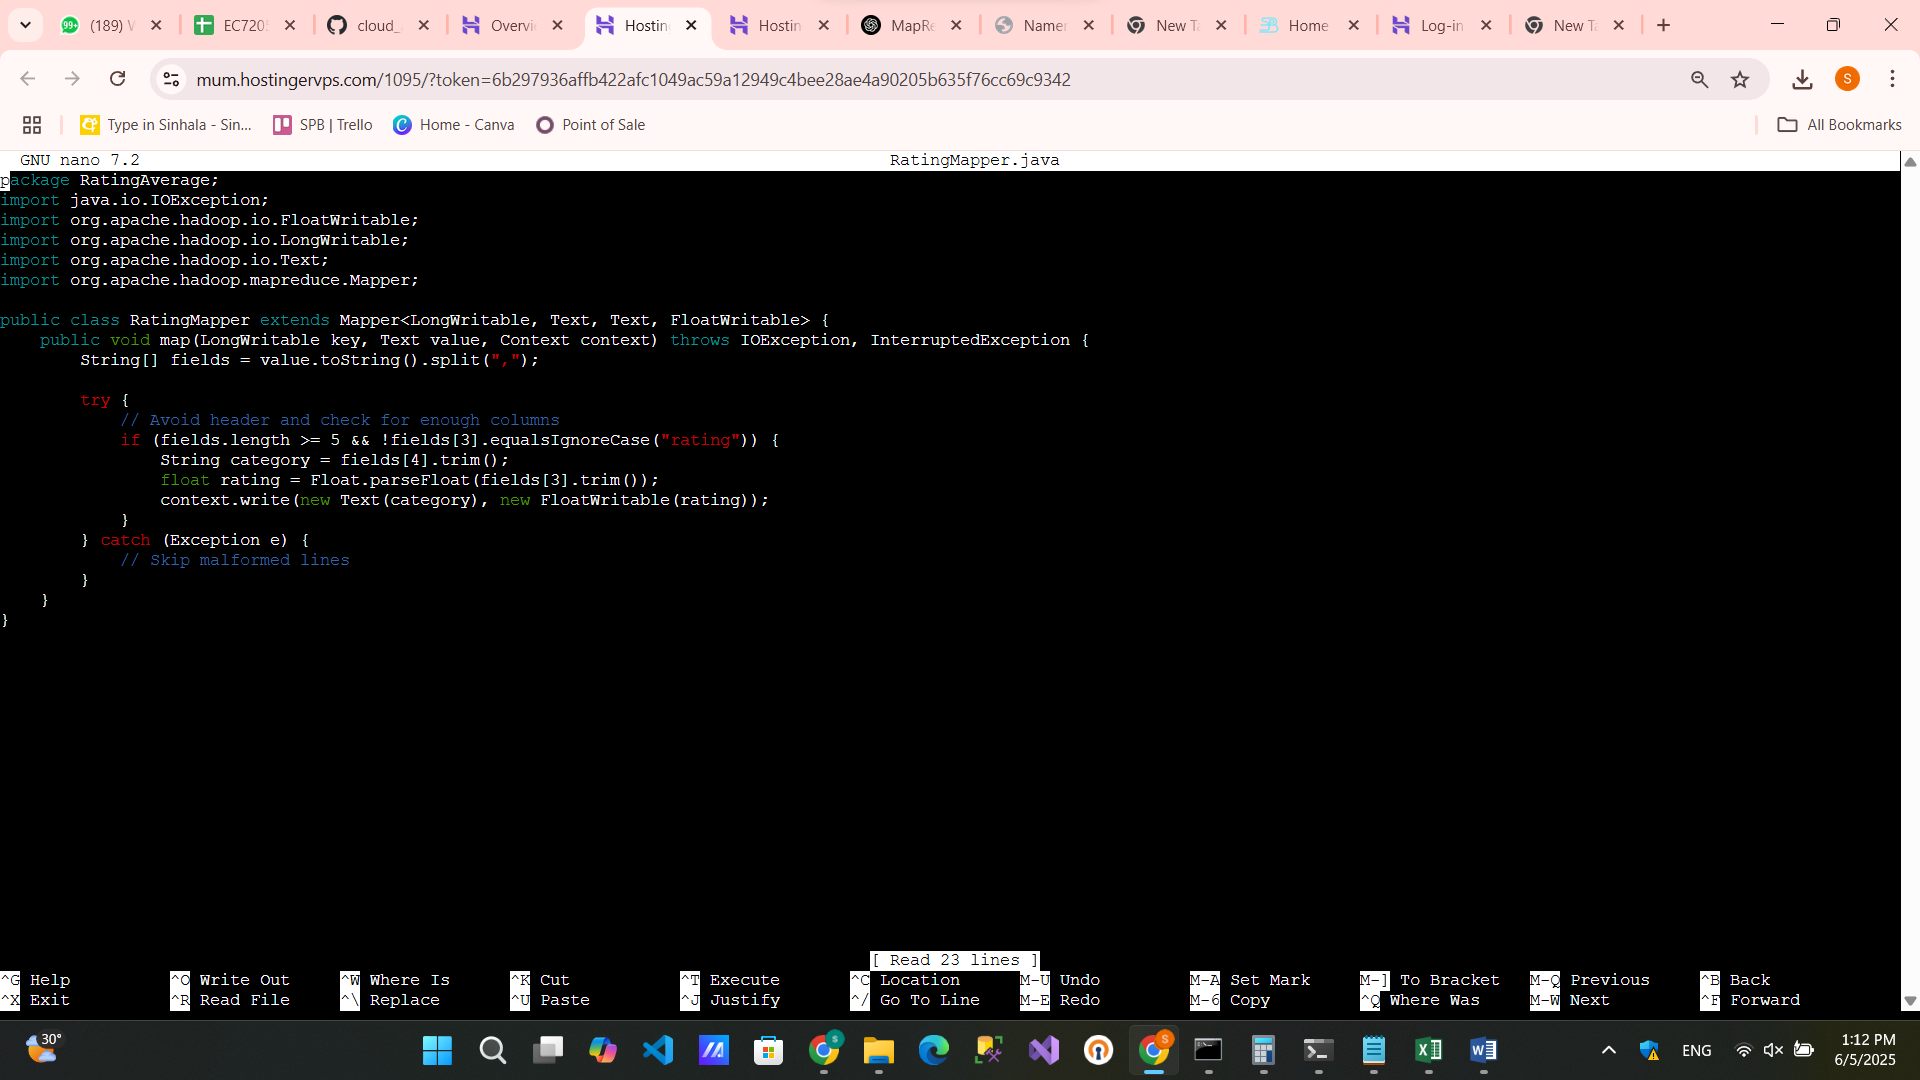 (189) W
EC7205
cloud_
Overvi
Hostin
Hostin
MapRe
Namen
New Ta
Home
Log-in
New Ta
mum.hostingervps.com/1095/?token=6b297936affb422afc1049ac59a12949c4bee28ae4a90205b635f76cc69c9342
S
Type in Sinhala - Sin...
SPB | Trello
Home - Canva
Point of Sale
All Bookmarks
GNU nano 7.2 RatingMapper.java
package RatingAverage;
import java.io.IOException;
import org.apache.hadoop.io.FloatWritable;
import org.apache.hadoop.io.LongWritable;
import org.apache.hadoop.io.Text;
import org.apache.hadoop.mapreduce.Mapper;
public class RatingMapper extends Mapper<LongWritable, Text, Text, FloatWritable> {
public void map(LongWritable key, Text value, Context context) throws IOException, InterruptedException {
String[] fields = value.toString().split(",");
try {
// Avoid header and check for enough columns
if (fields.length >= 5 && !fields[3].equalsIgnoreCase("rating")) {
String category = fields[4].trim();
float rating = Float.parseFloat(fields[3].trim());
context.write(new Text(category), new FloatWritable(rating));
}
} catch (Exception e) {
// Skip malformed lines
}
}
}
[ Read 23 lines ]
^G Help ^O Write Out ^W Where Is ^K Cut ^T Execute ^C Location M-U Undo M-A Set Mark M-] To Bracket M-Q Previous ^B Back
^X Exit ^R Read File ^\ Replace ^U Paste ^J Justify ^/ Go To Line M-E Redo M-6 Copy ^Q Where Was M-W Next ^F Forward
30°
ENG
1:12 PM
6/5/2025